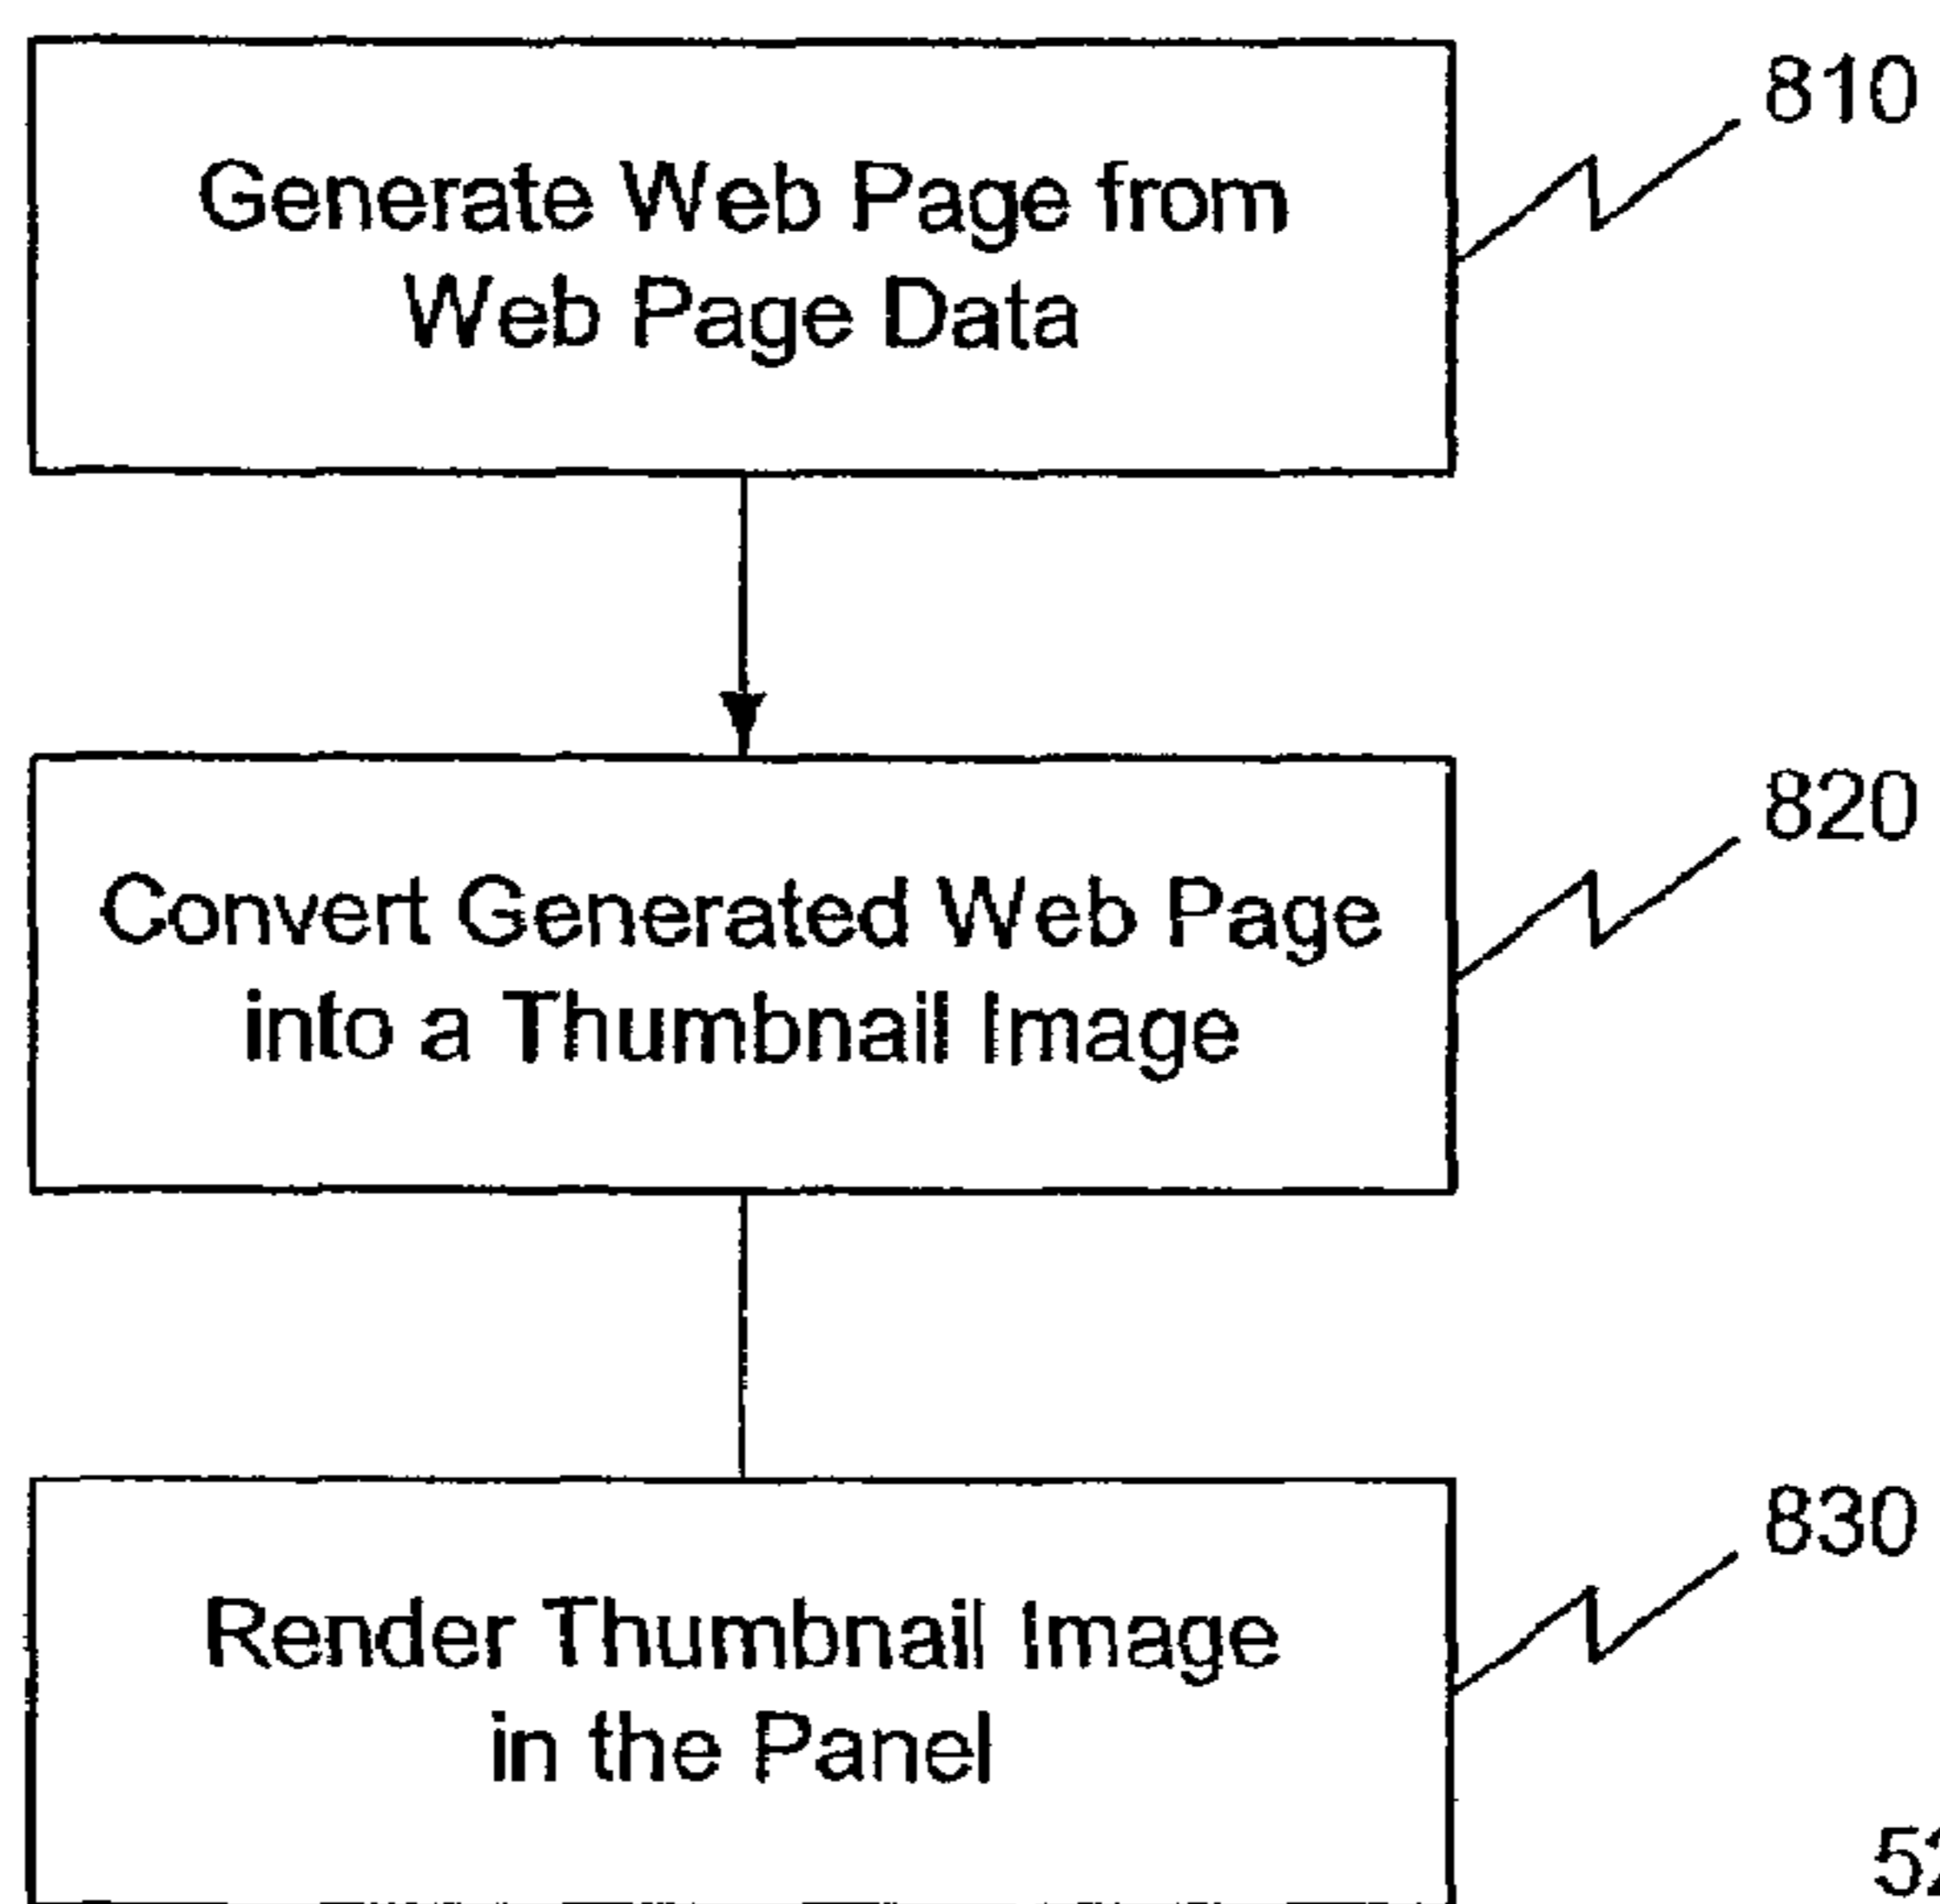 810
Generate Web Page from
Web Page Data
820
Convert Generated Web Page
into a Thumbnail Image
830
Render Thumbnail Image
in the Panel